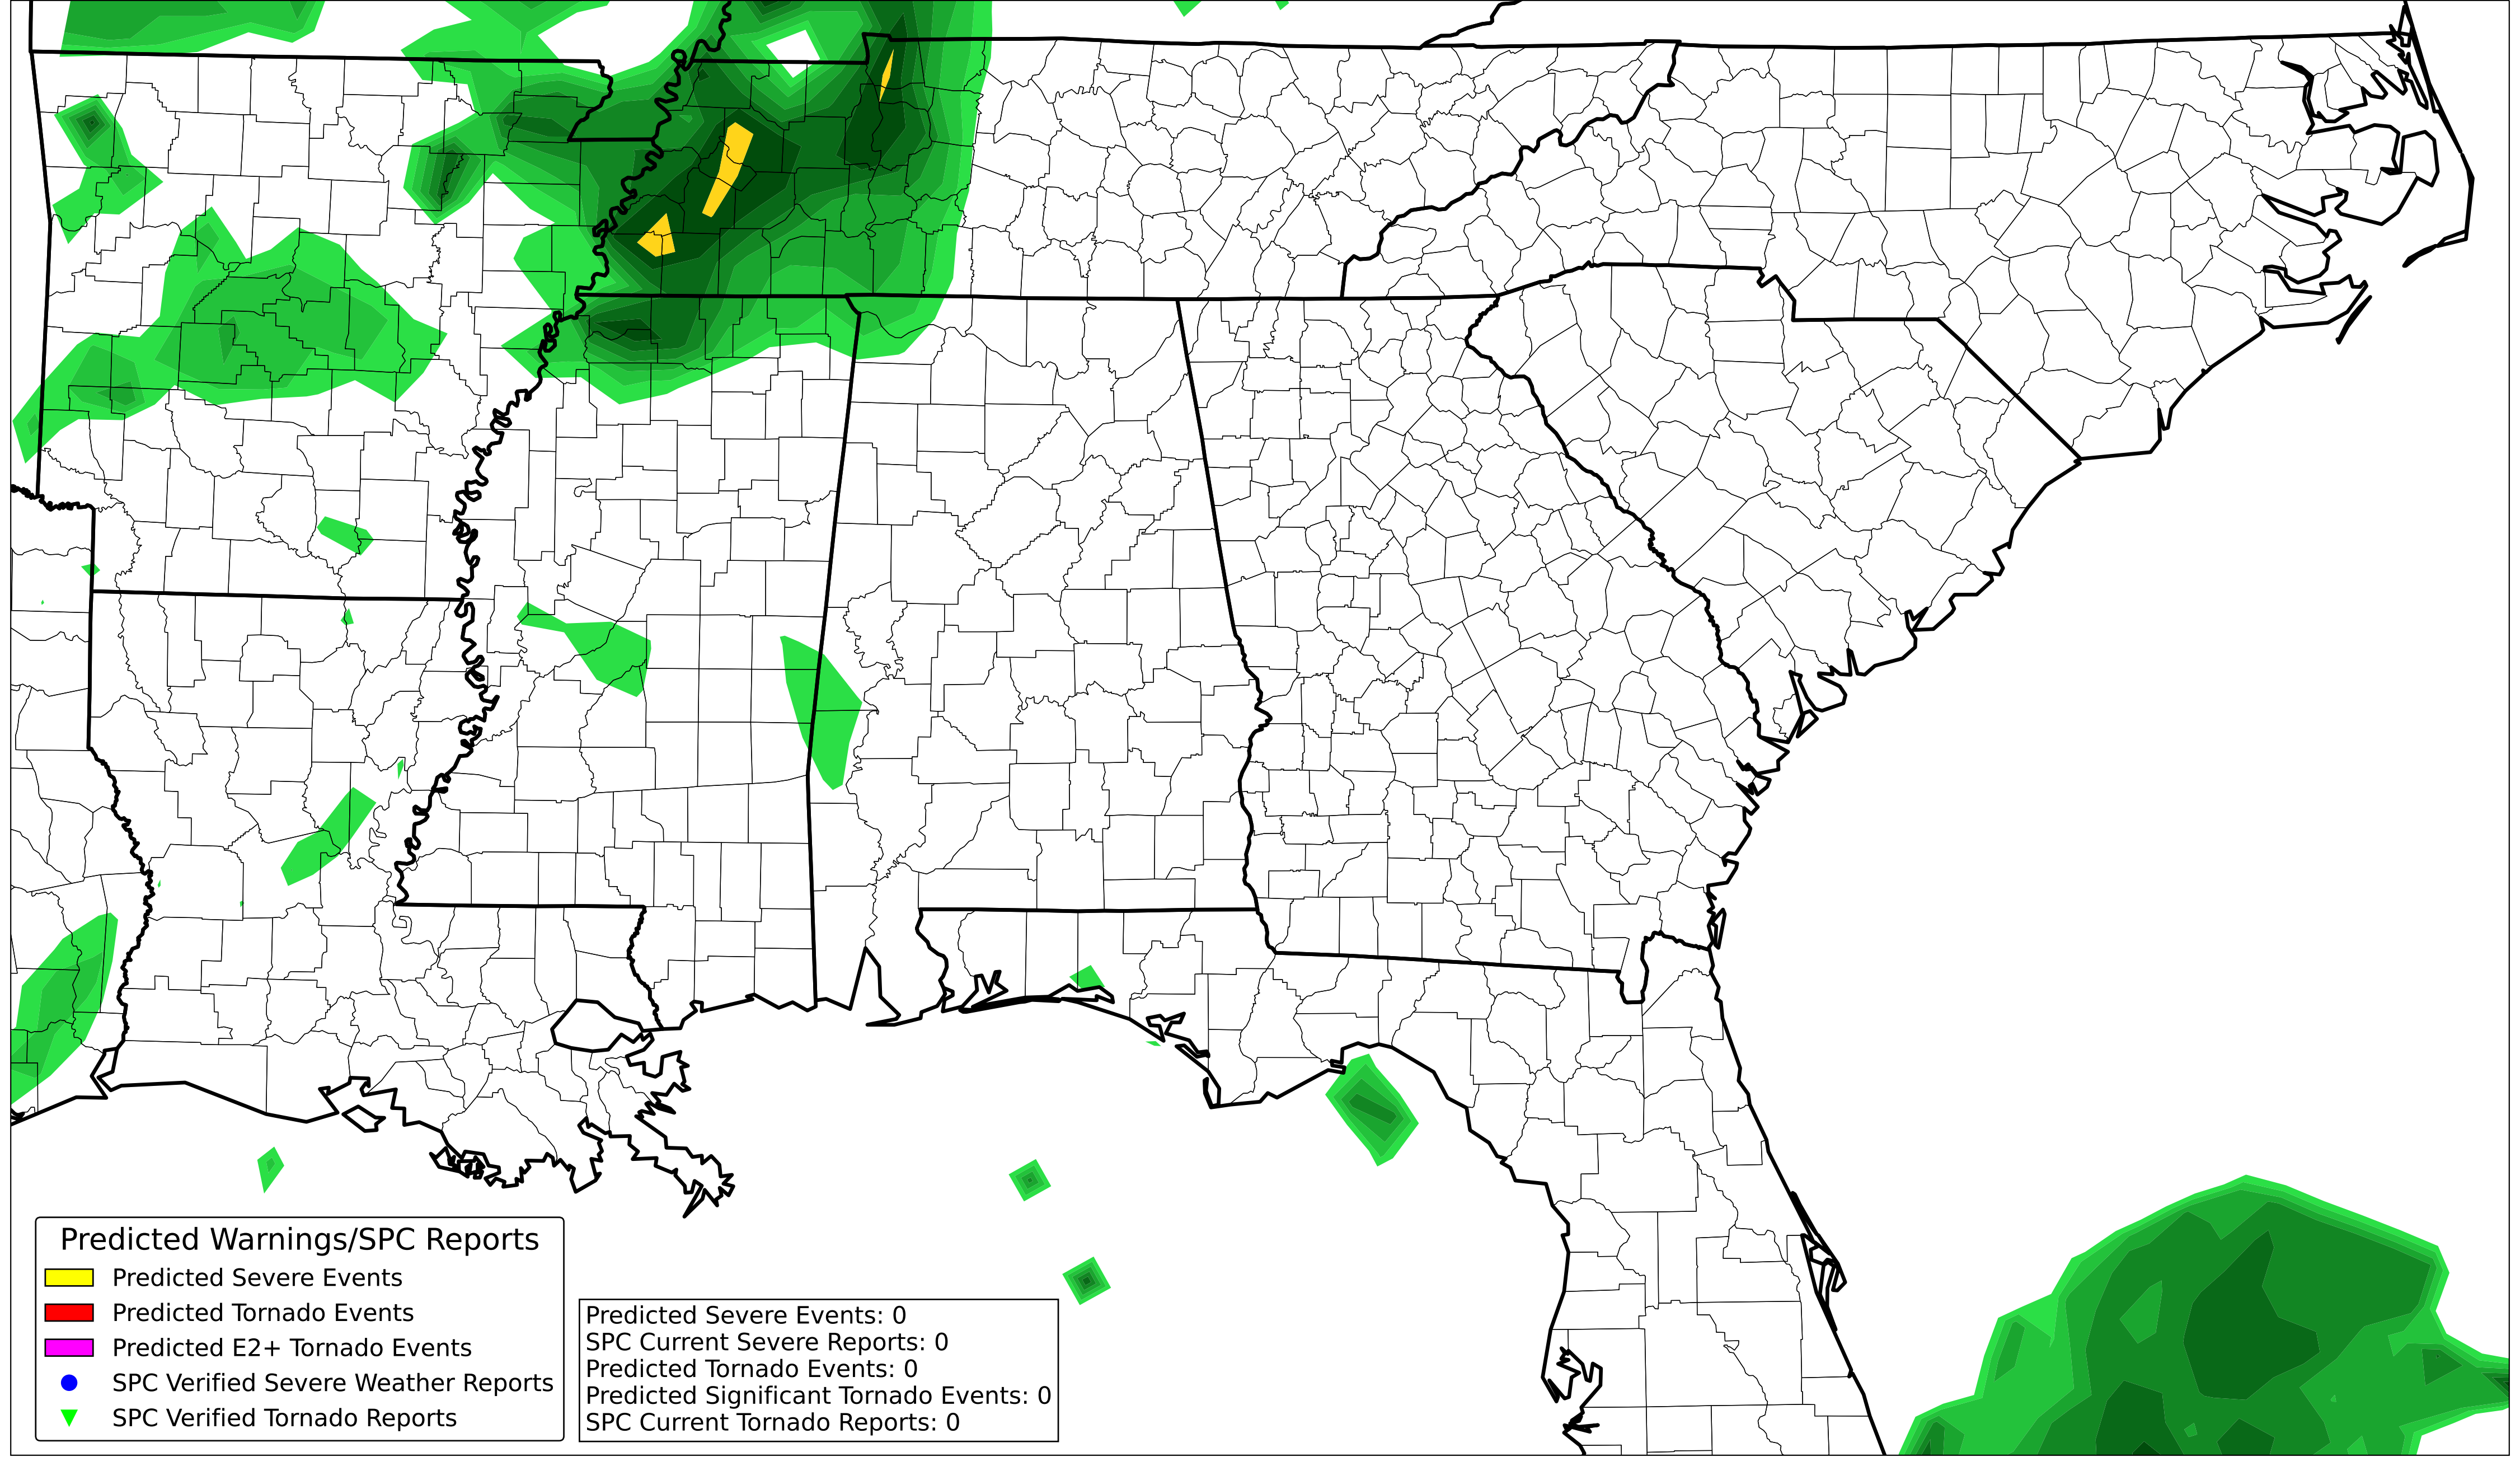 Predicted Warnings/SPC Reports
Predicted Severe Events
Predicted Tornado Events
Predicted E2+ Tornado Events
SPC Verified Severe Weather Reports
SPC Verified Tornado Reports
Predicted Severe Events: 0
SPC Current Severe Reports: 0
Predicted Tornado Events: 0
Predicted Significant Tornado Events: 0
SPC Current Tornado Reports: 0